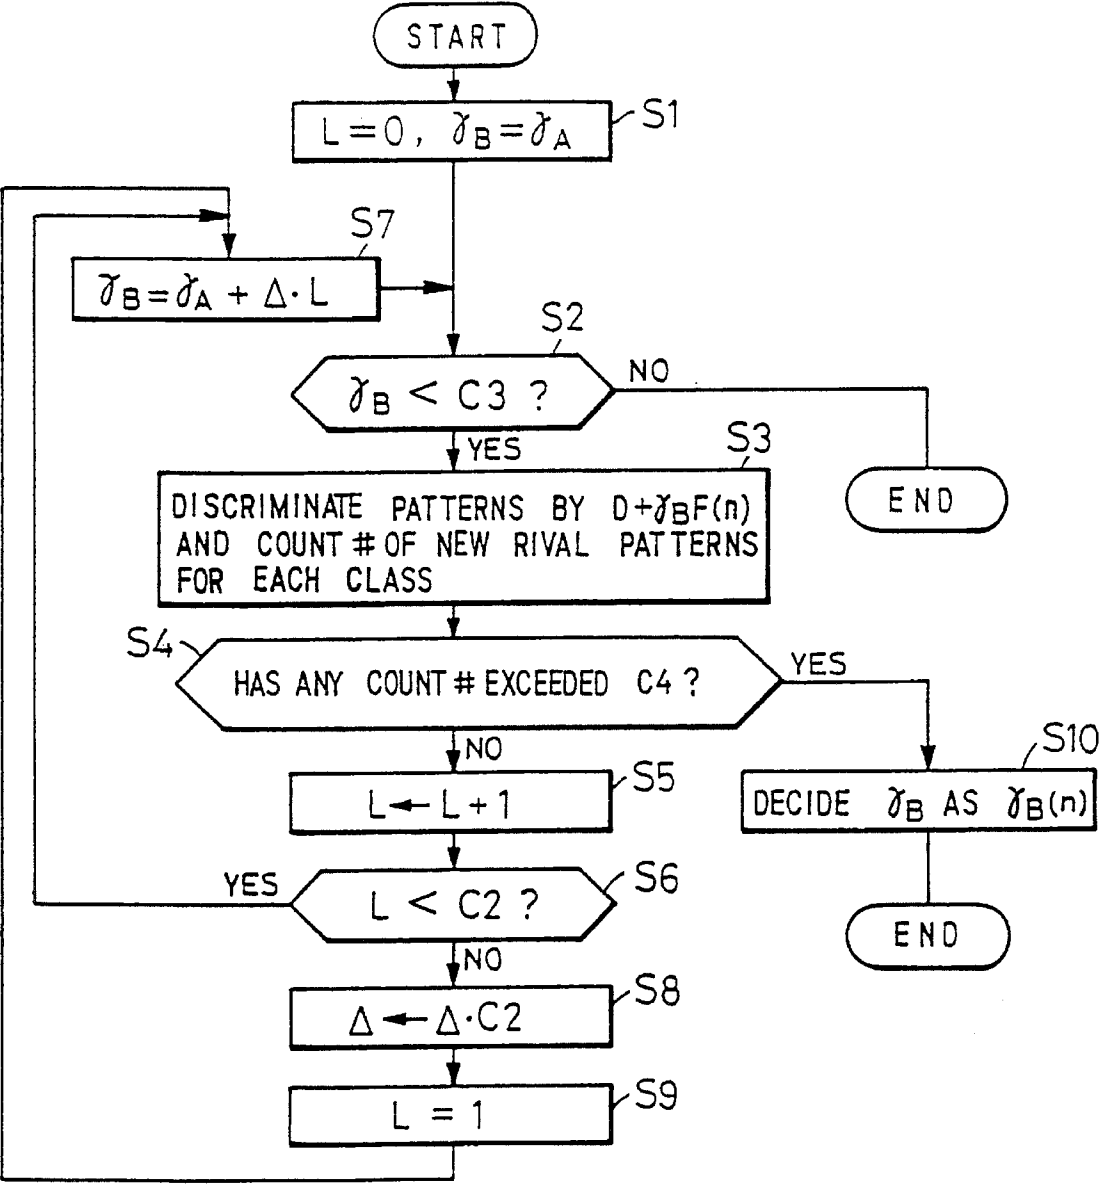 START
L=0, γB=γA
S1
S7
γB=γA + Δ·L
S2
γB < C3 ?
NO
YES
END
S3
DISCRIMINATE PATTERNS BY D+γBF(n)
AND COUNT # OF NEW RIVAL PATTERNS
FOR EACH CLASS
S4
HAS ANY COUNT # EXCEEDED C4 ?
YES
NO
S5
L ← L + 1
S10
DECIDE γB AS γB(n)
S6
L < C2 ?
YES
NO
END
S8
Δ ← Δ·C2
S9
L = 1